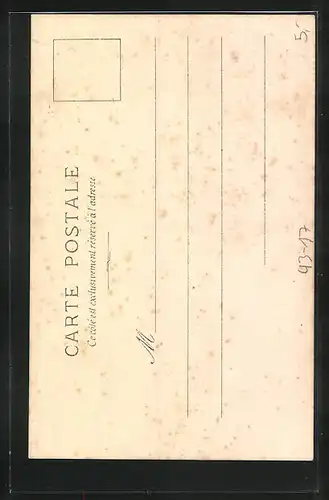 CARTE POSTALE
Ce côté est exclusivement réservé à l'adresse
M
5,-
93-17